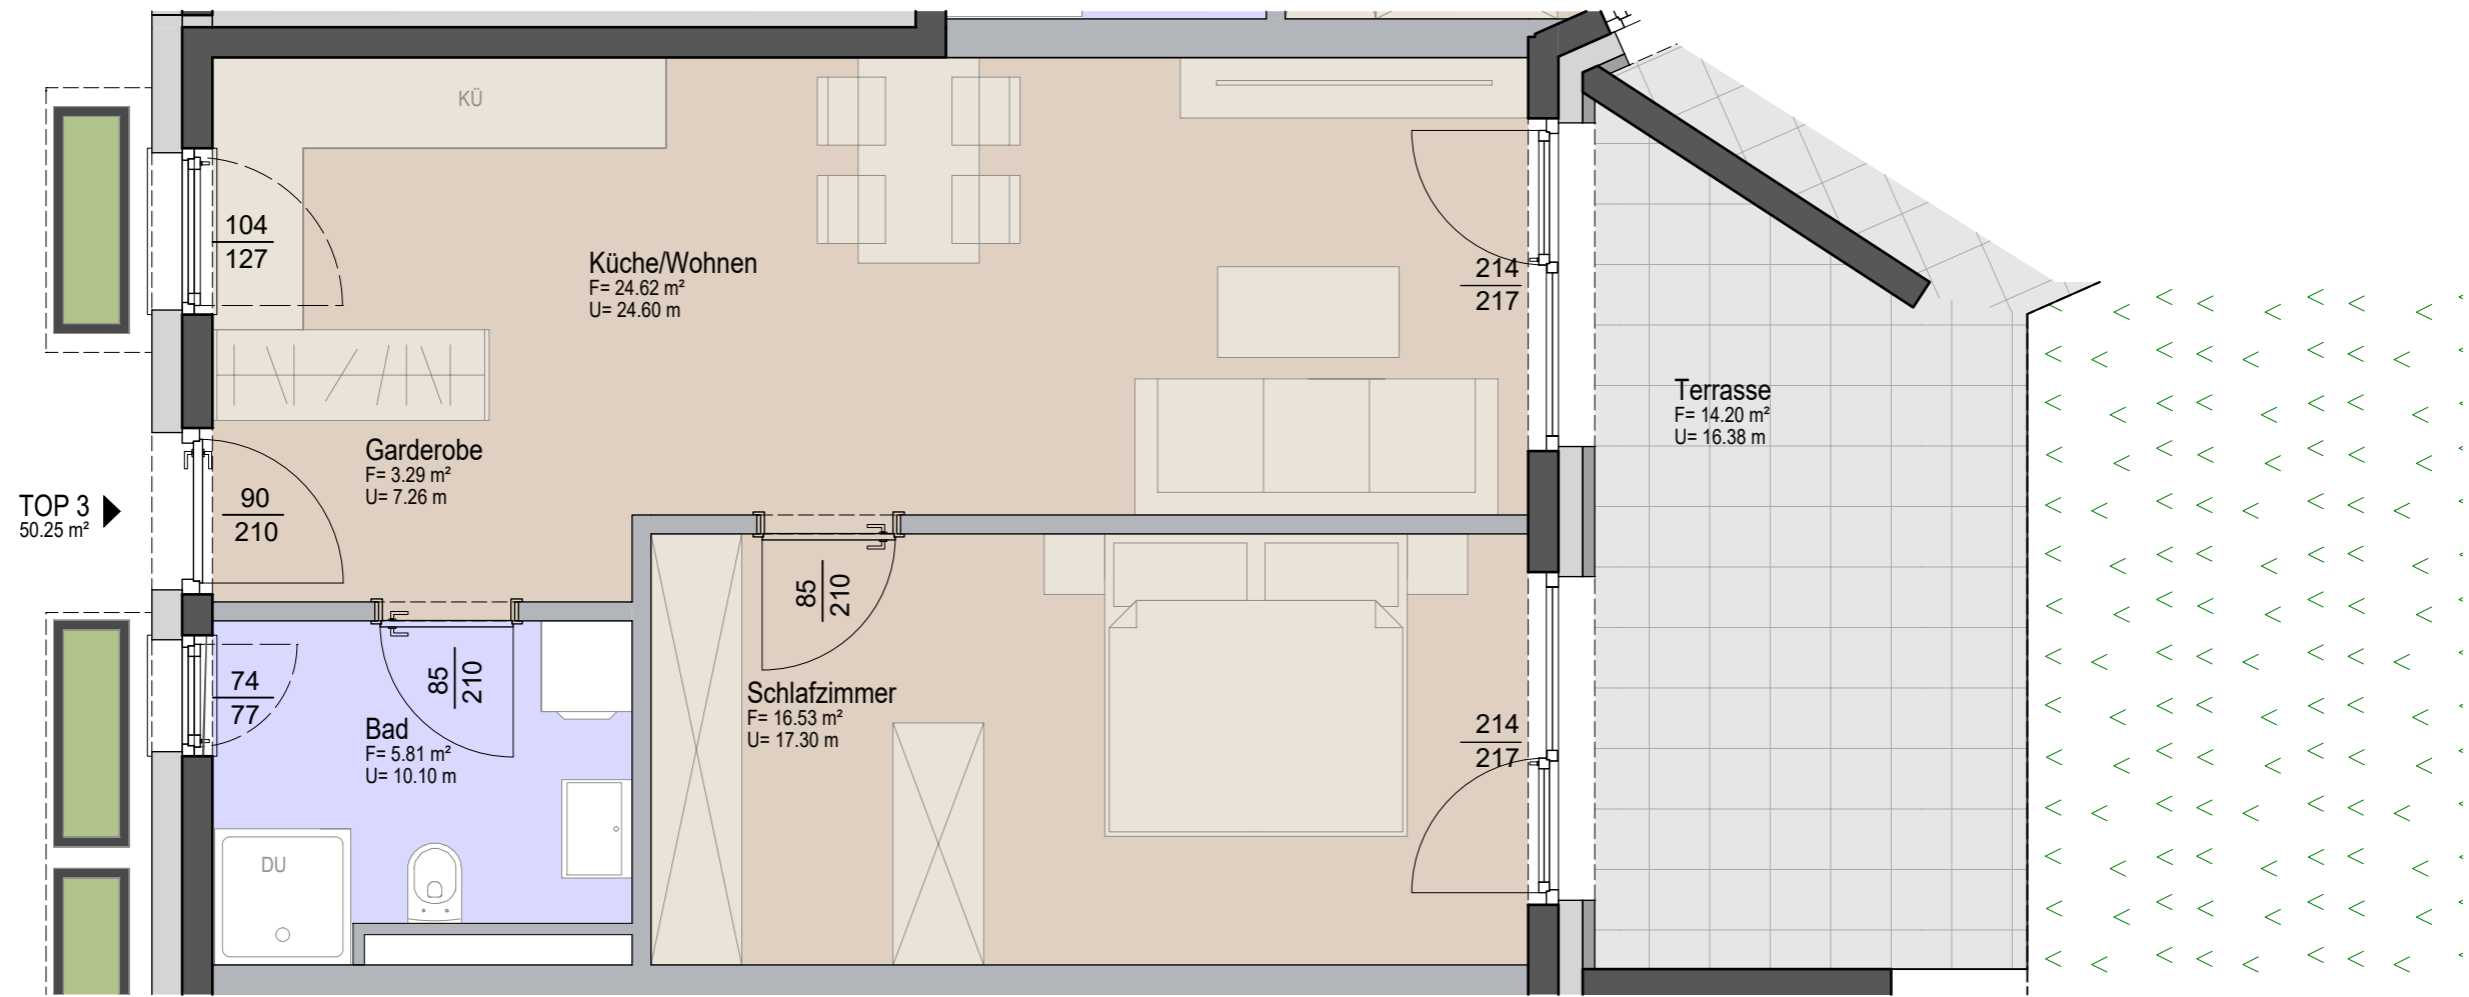 KÜ
104
127
Küche/Wohnen
F= 24.62 m²
U= 24.60 m
214
217
Terrasse
F= 14.20 m²
U= 16.38 m
Garderobe
F= 3.29 m²
U= 7.26 m
TOP 3
50.25 m²
90
210
85
210
85
210
74
77
Bad
F= 5.81 m²
U= 10.10 m
Schlafzimmer
F= 16.53 m²
U= 17.30 m
214
217
DU